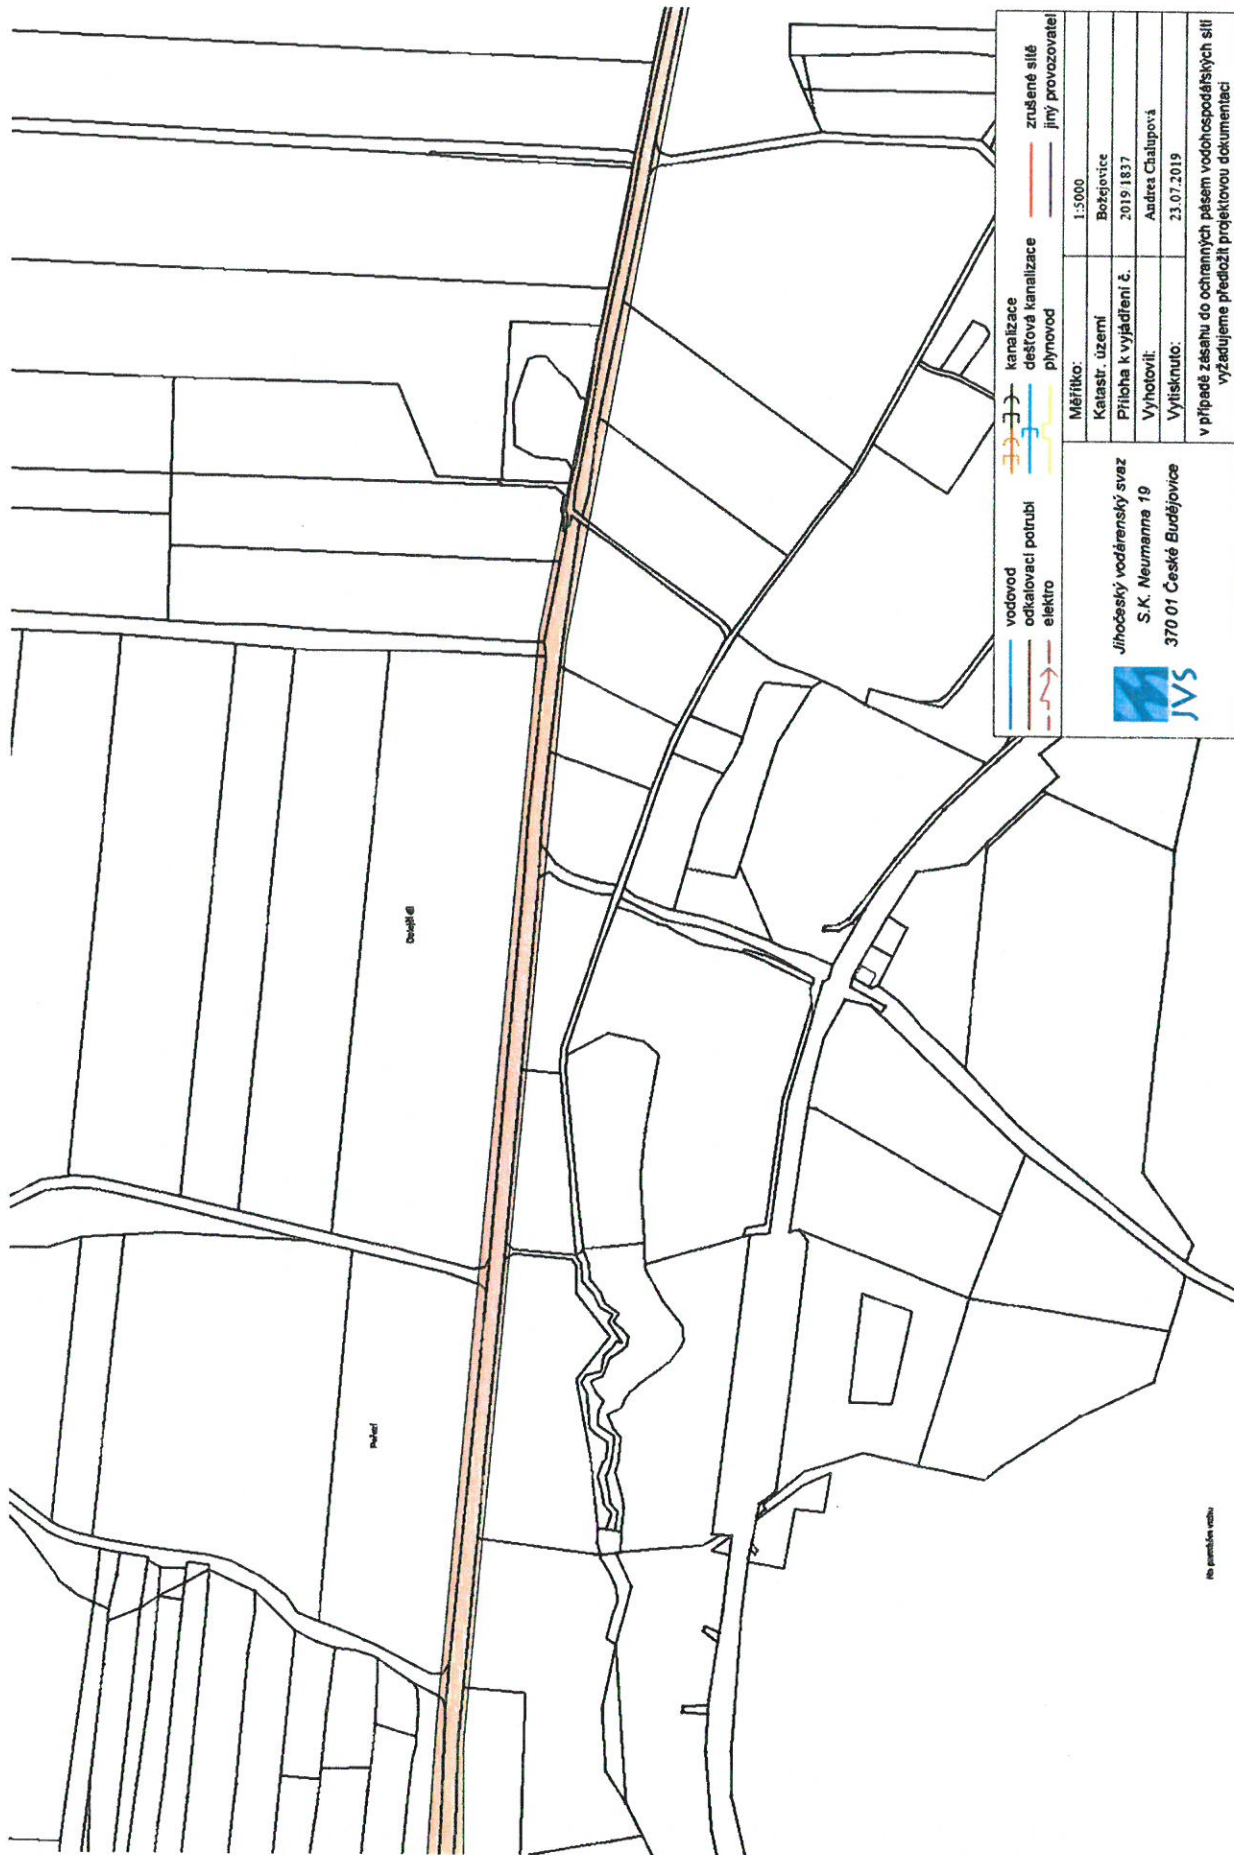 Pořezí
vodovod
odkalovací potrubí
elektro
kanalizace
dešťová kanalizace
plynovod
zrušené sítě
jiný provozovatel
JVS
Jihočeský vodárenský svaz
S.K. Neumanna 19
370 01 České Budějovice
Měřítko: 1:5000
Katastr. území Božejovice
Příloha k vyjádření č. 2019/1837
Vyhotovil: Andrea Chalupová
Vytisknuto: 23.07.2019
v případě zásahu do ochranných pásem vodohospodářských sítí
vyžadujeme předložit projektovou dokumentaci